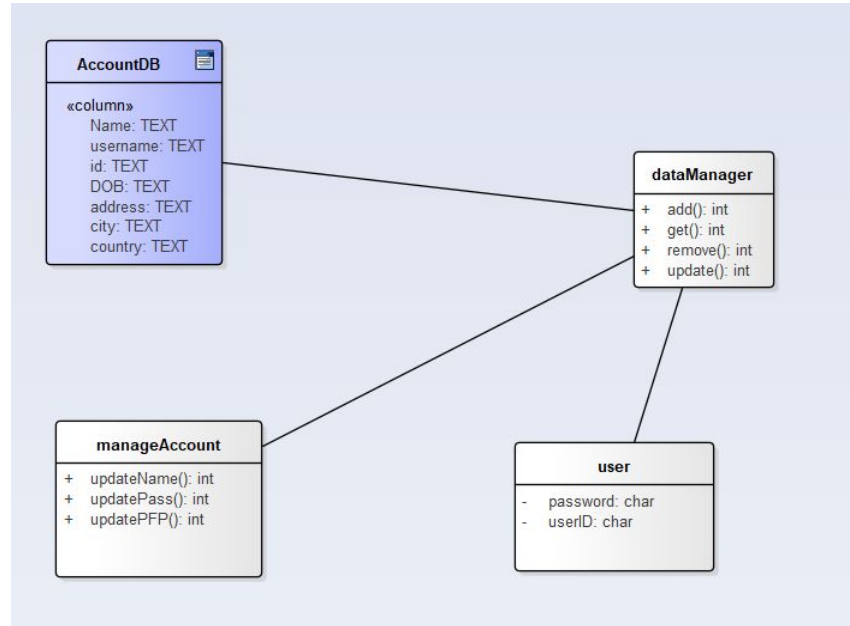 AccountDB
«column»
Name: TEXT
username: TEXT
id: TEXT
DOB: TEXT
address: TEXT
city: TEXT
country: TEXT
dataManager
+ add(): int
+ get(): int
+ remove(): int
+ update(): int
manageAccount
+ updateName(): int
+ updatePass(): int
+ updatePFP(): int
user
- password: char
- userID: char